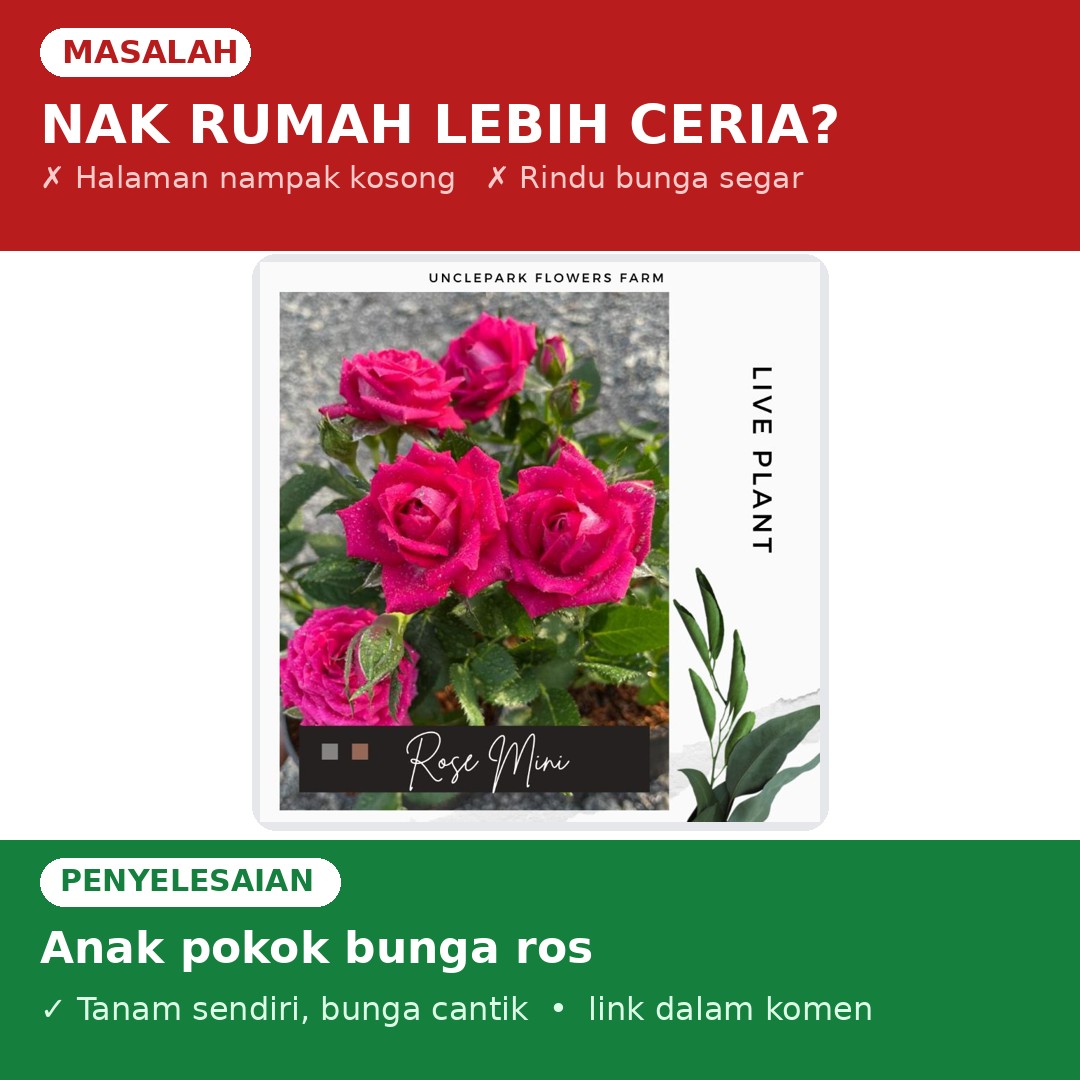 MASALAH
NAK RUMAH LEBIH CERIA?
✗ Halaman nampak kosong ✗ Rindu bunga segar
UNCLEPARK FLOWERS FARM
LIVE PLANT
Rose Mini
PENYELESAIAN
Anak pokok bunga ros
✓ Tanam sendiri, bunga cantik • link dalam komen